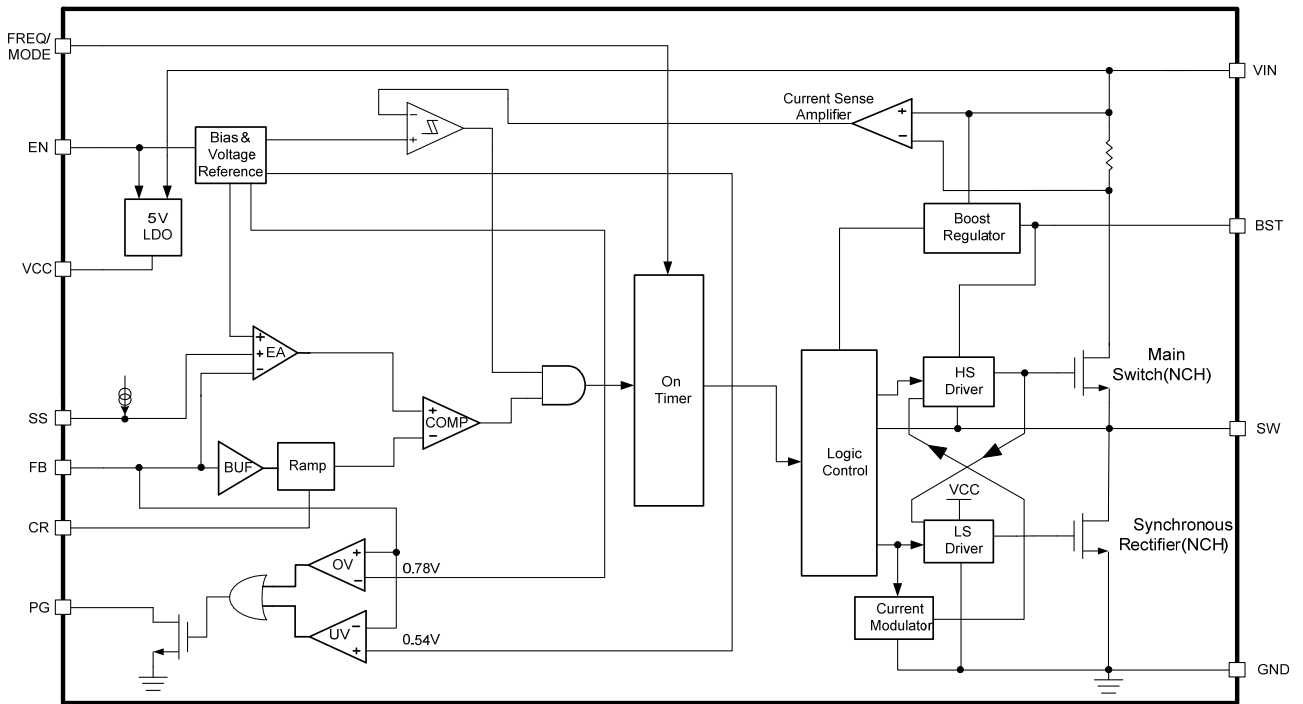 FREQ/
MODE
VIN
Current Sense
Amplifier
+
-
-
+
EN
Bias &
Voltage
Reference
5V
LDO
Boost
Regulator
BST
VCC
+
+
-
EA
On
Timer
HS
Driver
Main
Switch(NCH)
SS
+
-
COMP
SW
FB
BUF
Ramp
Logic
Control
VCC
CR
LS
Driver
Synchronous
Rectifier(NCH)
+
-
OV
0.78V
PG
Current
Modulator
-
+
UV
0.54V
GND